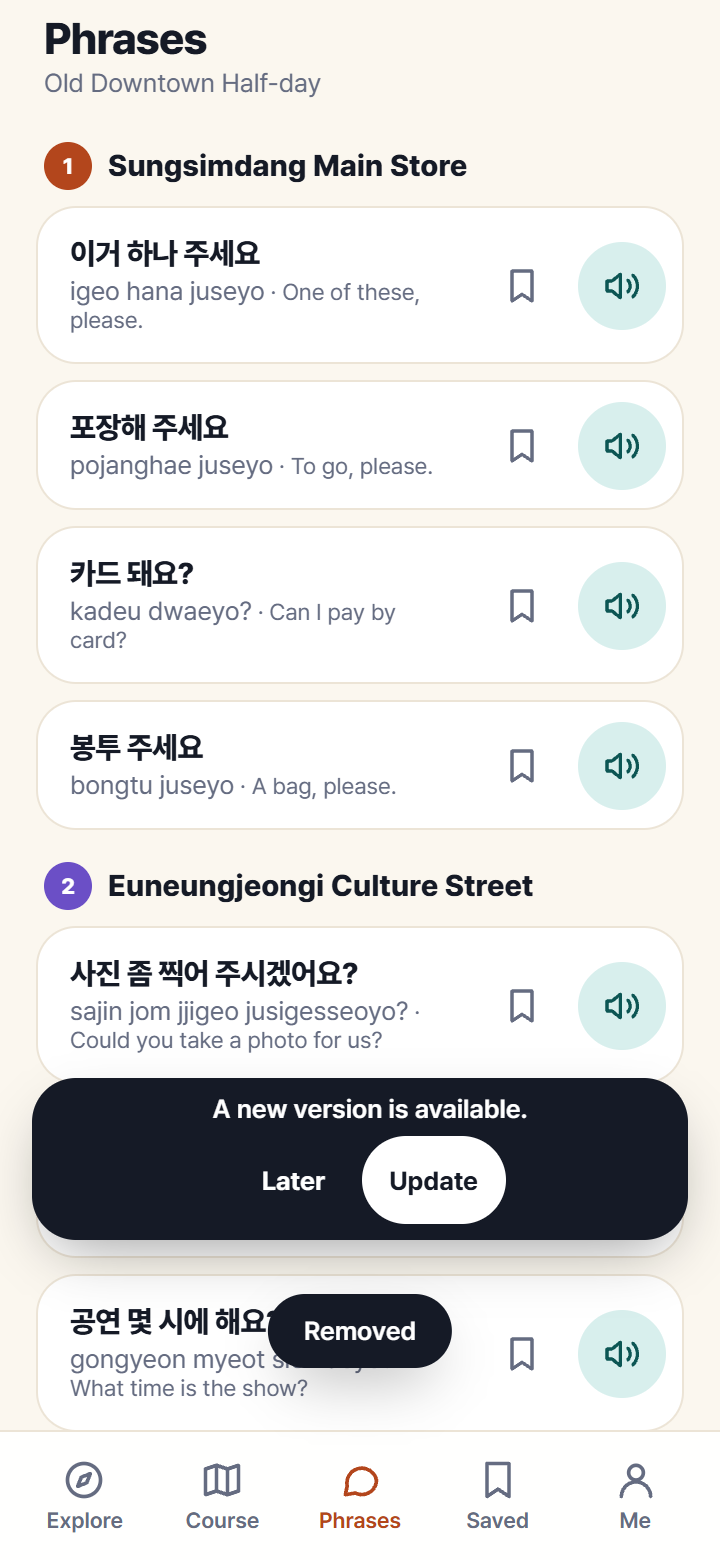 Phrases
Old Downtown Half-day
1 Sungsimdang Main Store
이거 하나 주세요
igeo hana juseyo · One of these,
please.
포장해 주세요
pojanghae juseyo · To go, please.
카드 돼요?
kadeu dwaeyo? · Can I pay by
card?
봉투 주세요
bongtu juseyo · A bag, please.
2 Euneungjeongi Culture Street
사진 좀 찍어 주시겠어요?
sajin jom jjigeo jusigesseoyo? ·
Could you take a photo for us?
A new version is available.
Later Update
공연 몇 시에 해요?
Removed
gongyeon myeot
What time is the show?
Explore Course Phrases Saved Me